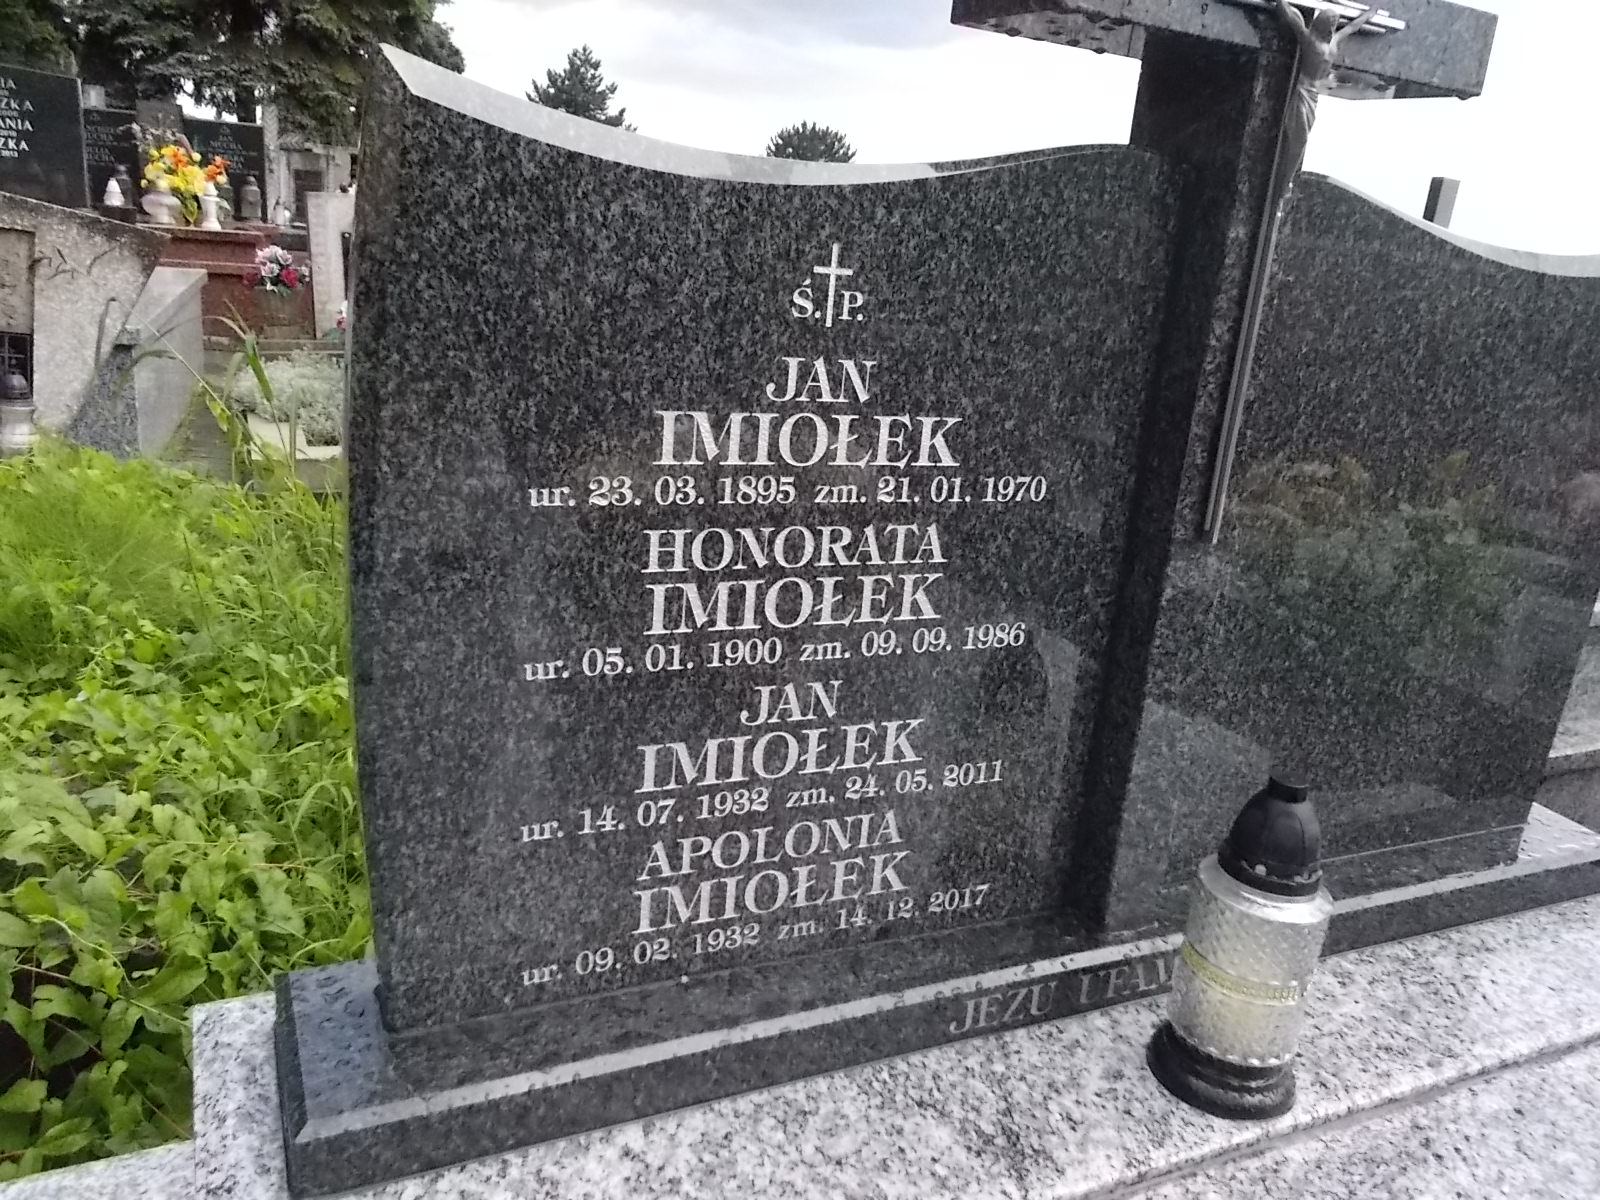 Ś. P.
JAN
IMIOŁEK
ur. 23. 03. 1895 zm. 21. 01. 1970
HONORATA
IMIOŁEK
ur. 05. 01. 1900 zm. 09. 09. 1986
JAN
IMIOŁEK
ur. 14. 07. 1932 zm. 24. 05. 2011
APOLONIA
IMIOŁEK
ur. 09. 02. 1932 zm. 14. 12. 2017
JEZU UFAM